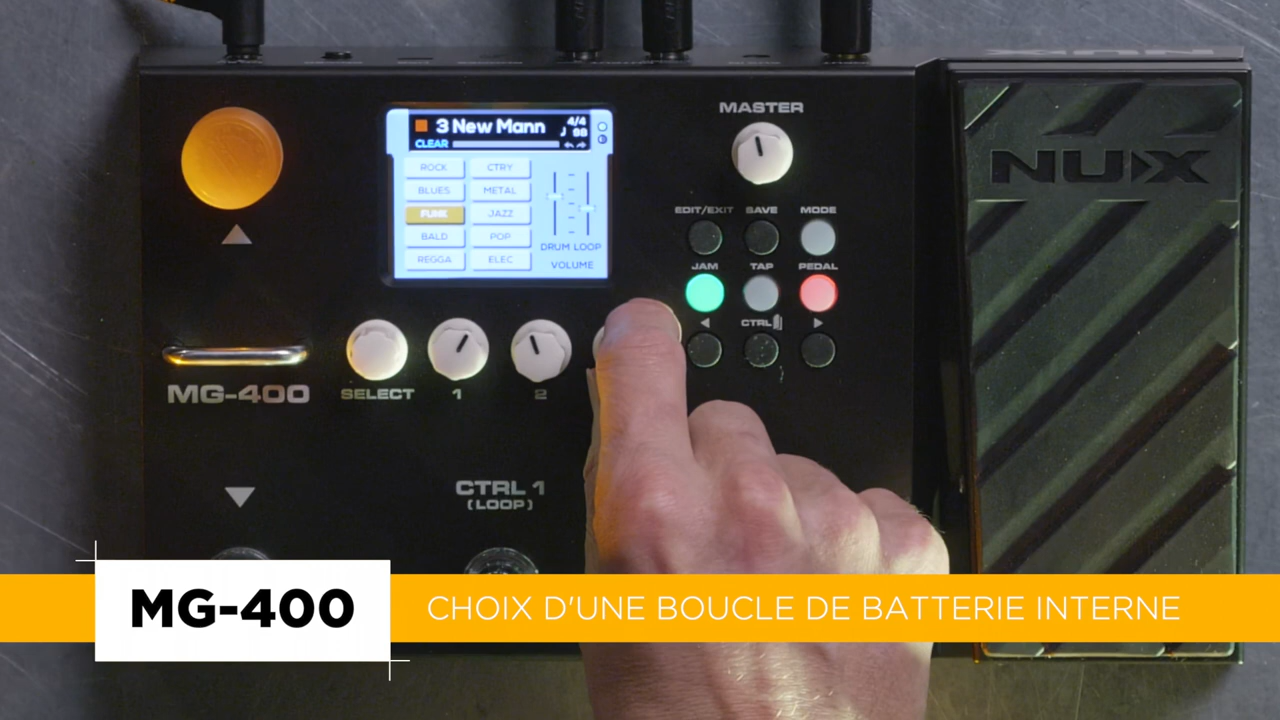 NUX
MASTER
3 New Mann
4/4
♩ 98
CLEAR
ROCK
CTRY
BLUES
METAL
FUNK
JAZZ
BALD
POP
REGGA
ELEC
DRUM LOOP
VOLUME
EDIT/EXIT
SAVE
MODE
JAM
TAP
PEDAL
CTRL
NUX
MG-400
SELECT
1
2
CTRL 1
(LOOP)
MG-400
CHOIX D'UNE BOUCLE DE BATTERIE INTERNE